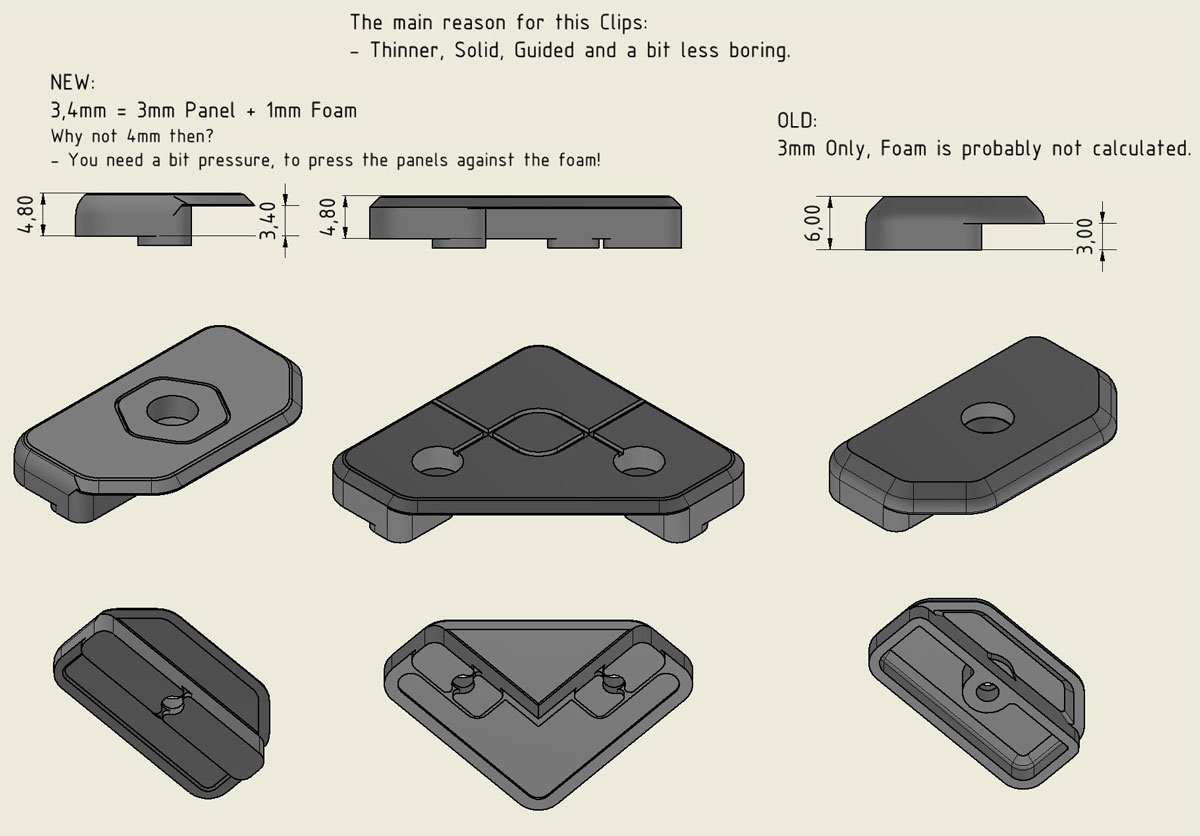 The main reason for this Clips:
- Thinner, Solid, Guided and a bit less boring.
NEW:
3,4mm = 3mm Panel + 1mm Foam
Why not 4mm then?
- You need a bit pressure, to press the panels against the foam!
OLD:
3mm Only, Foam is probably not calculated.
4,80
3,40
4,80
6,00
3,00